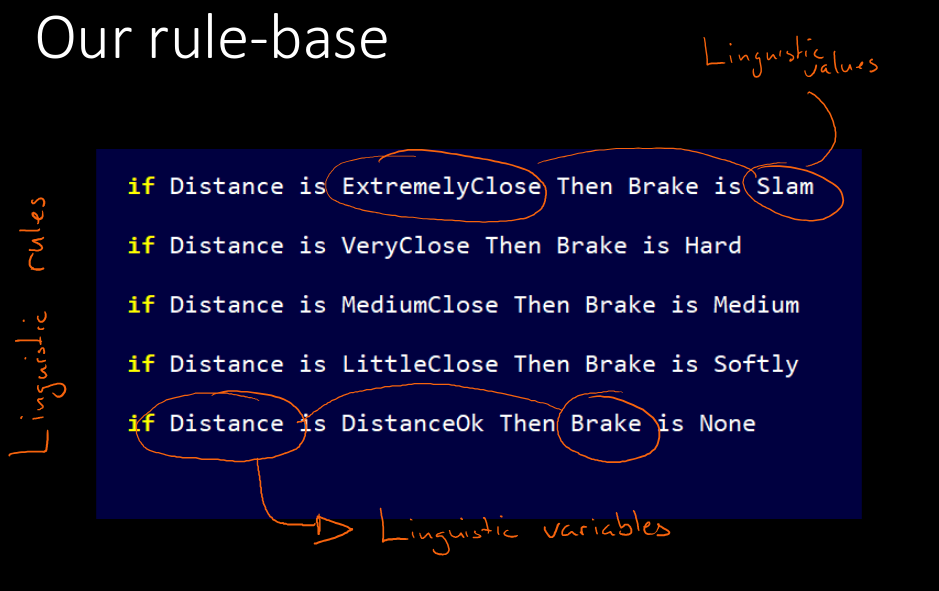 Our rule-base
Linguistic
values
if Distance is ExtremelyClose Then Brake is Slam
if Distance is VeryClose Then Brake is Hard
if Distance is MediumClose Then Brake is Medium
if Distance is LittleClose Then Brake is Softly
if Distance is DistanceOk Then Brake is None
Linguistic rules
Linguistic variables